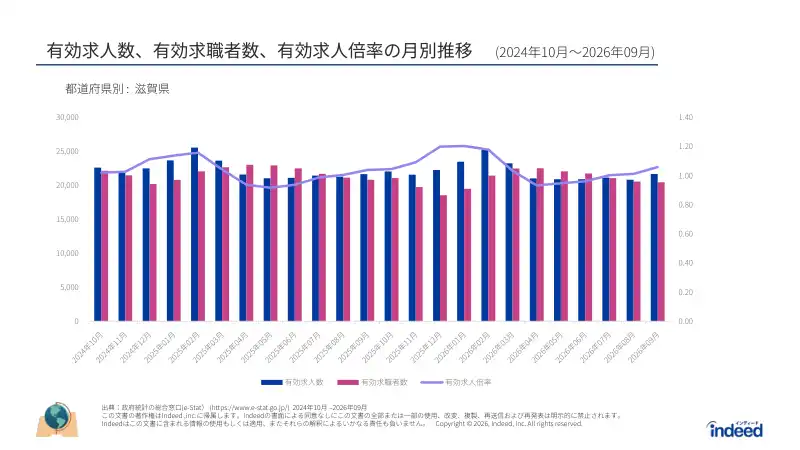 有効求人数、有効求職者数、有効求人倍率の月別推移 (2024年10月～2026年09月)
都道府県別 : 滋賀県
30,000
25,000
20,000
15,000
10,000
5,000
0
1.40
1.20
1.00
0.80
0.60
0.40
0.20
0.00
2024年10月
2024年11月
2024年12月
2025年01月
2025年02月
2025年03月
2025年04月
2025年05月
2025年06月
2025年07月
2025年08月
2025年09月
2025年10月
2025年11月
2025年12月
2026年01月
2026年02月
2026年03月
2026年04月
2026年05月
2026年06月
2026年07月
2026年08月
2026年09月
有効求人数 有効求職者数 有効求人倍率
出典：政府統計の総合窓口(e-Stat） (https://www.e-stat.go.jp/) 2024年10月 –2026年09月
この文書の著作権はIndeed,inc.に帰属します。Indeedの書面による同意なしにこの文書の全部または一部の使用、改変、複製、再送信および再発表は明示的に禁止されます。
Indeedはこの文書に含まれる情報の使用もしくは適用、またそれらの解釈によるいかなる責任も負いません。 Copyright © 2026, Indeed, Inc. All rights reserved.
インディード
indeed